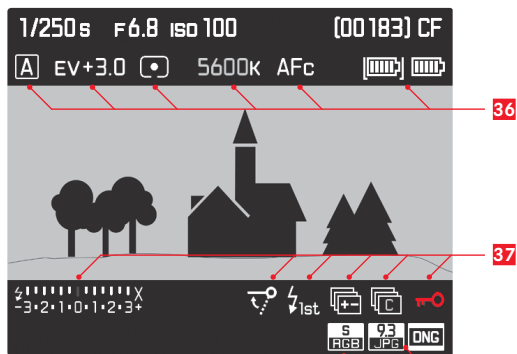 1/250s F6.8 ISO 100 (00183) CF
A EV+3.0 5600K AFc
36
37
1st +- C
-3•2•1•0•1•2•3+
S RGB 9.3 JPG DNG